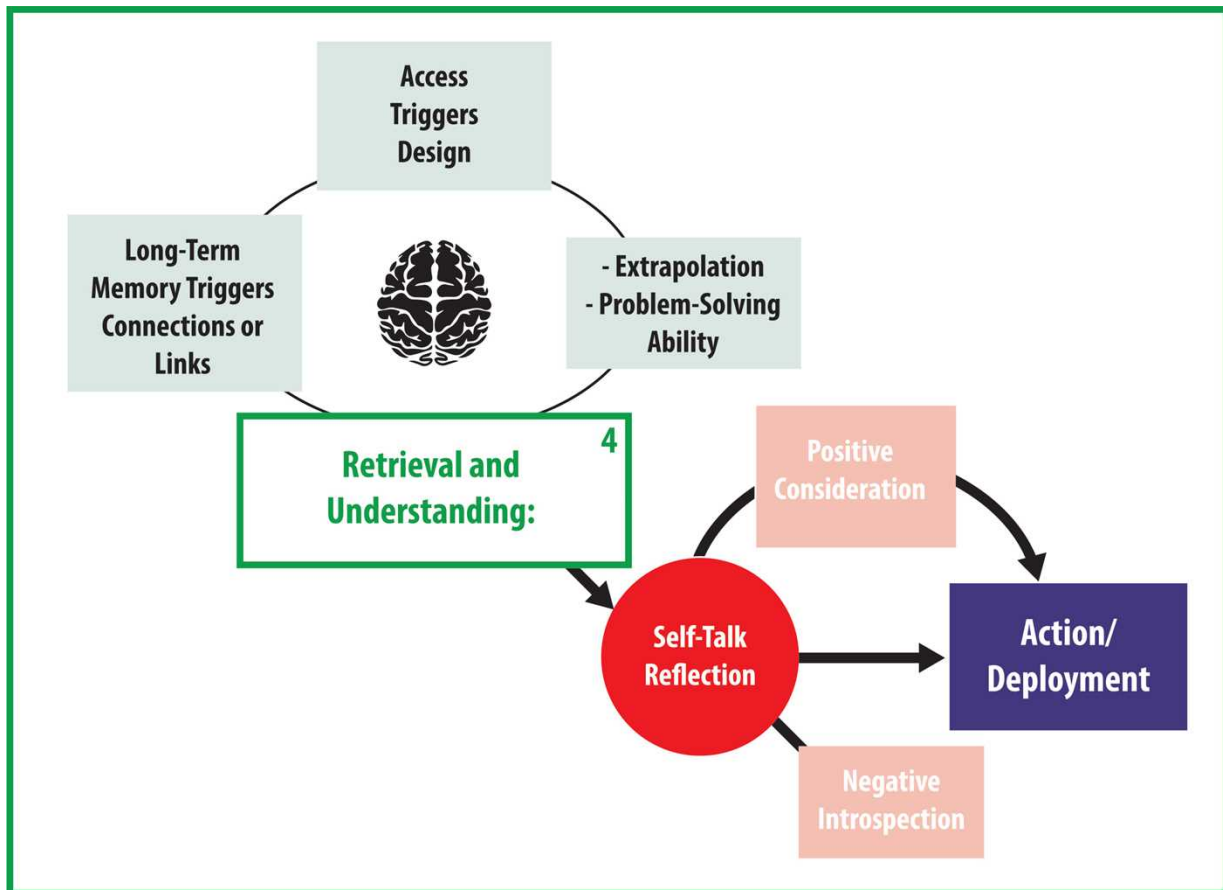 Access
Triggers
Design
Long-Term
Memory Triggers
Connections or
Links
- Extrapolation
- Problem-Solving
Ability
4
Retrieval and
Understanding:
Positive
Consideration
Self-Talk
Reflection
Action/
Deployment
Negative
Introspection